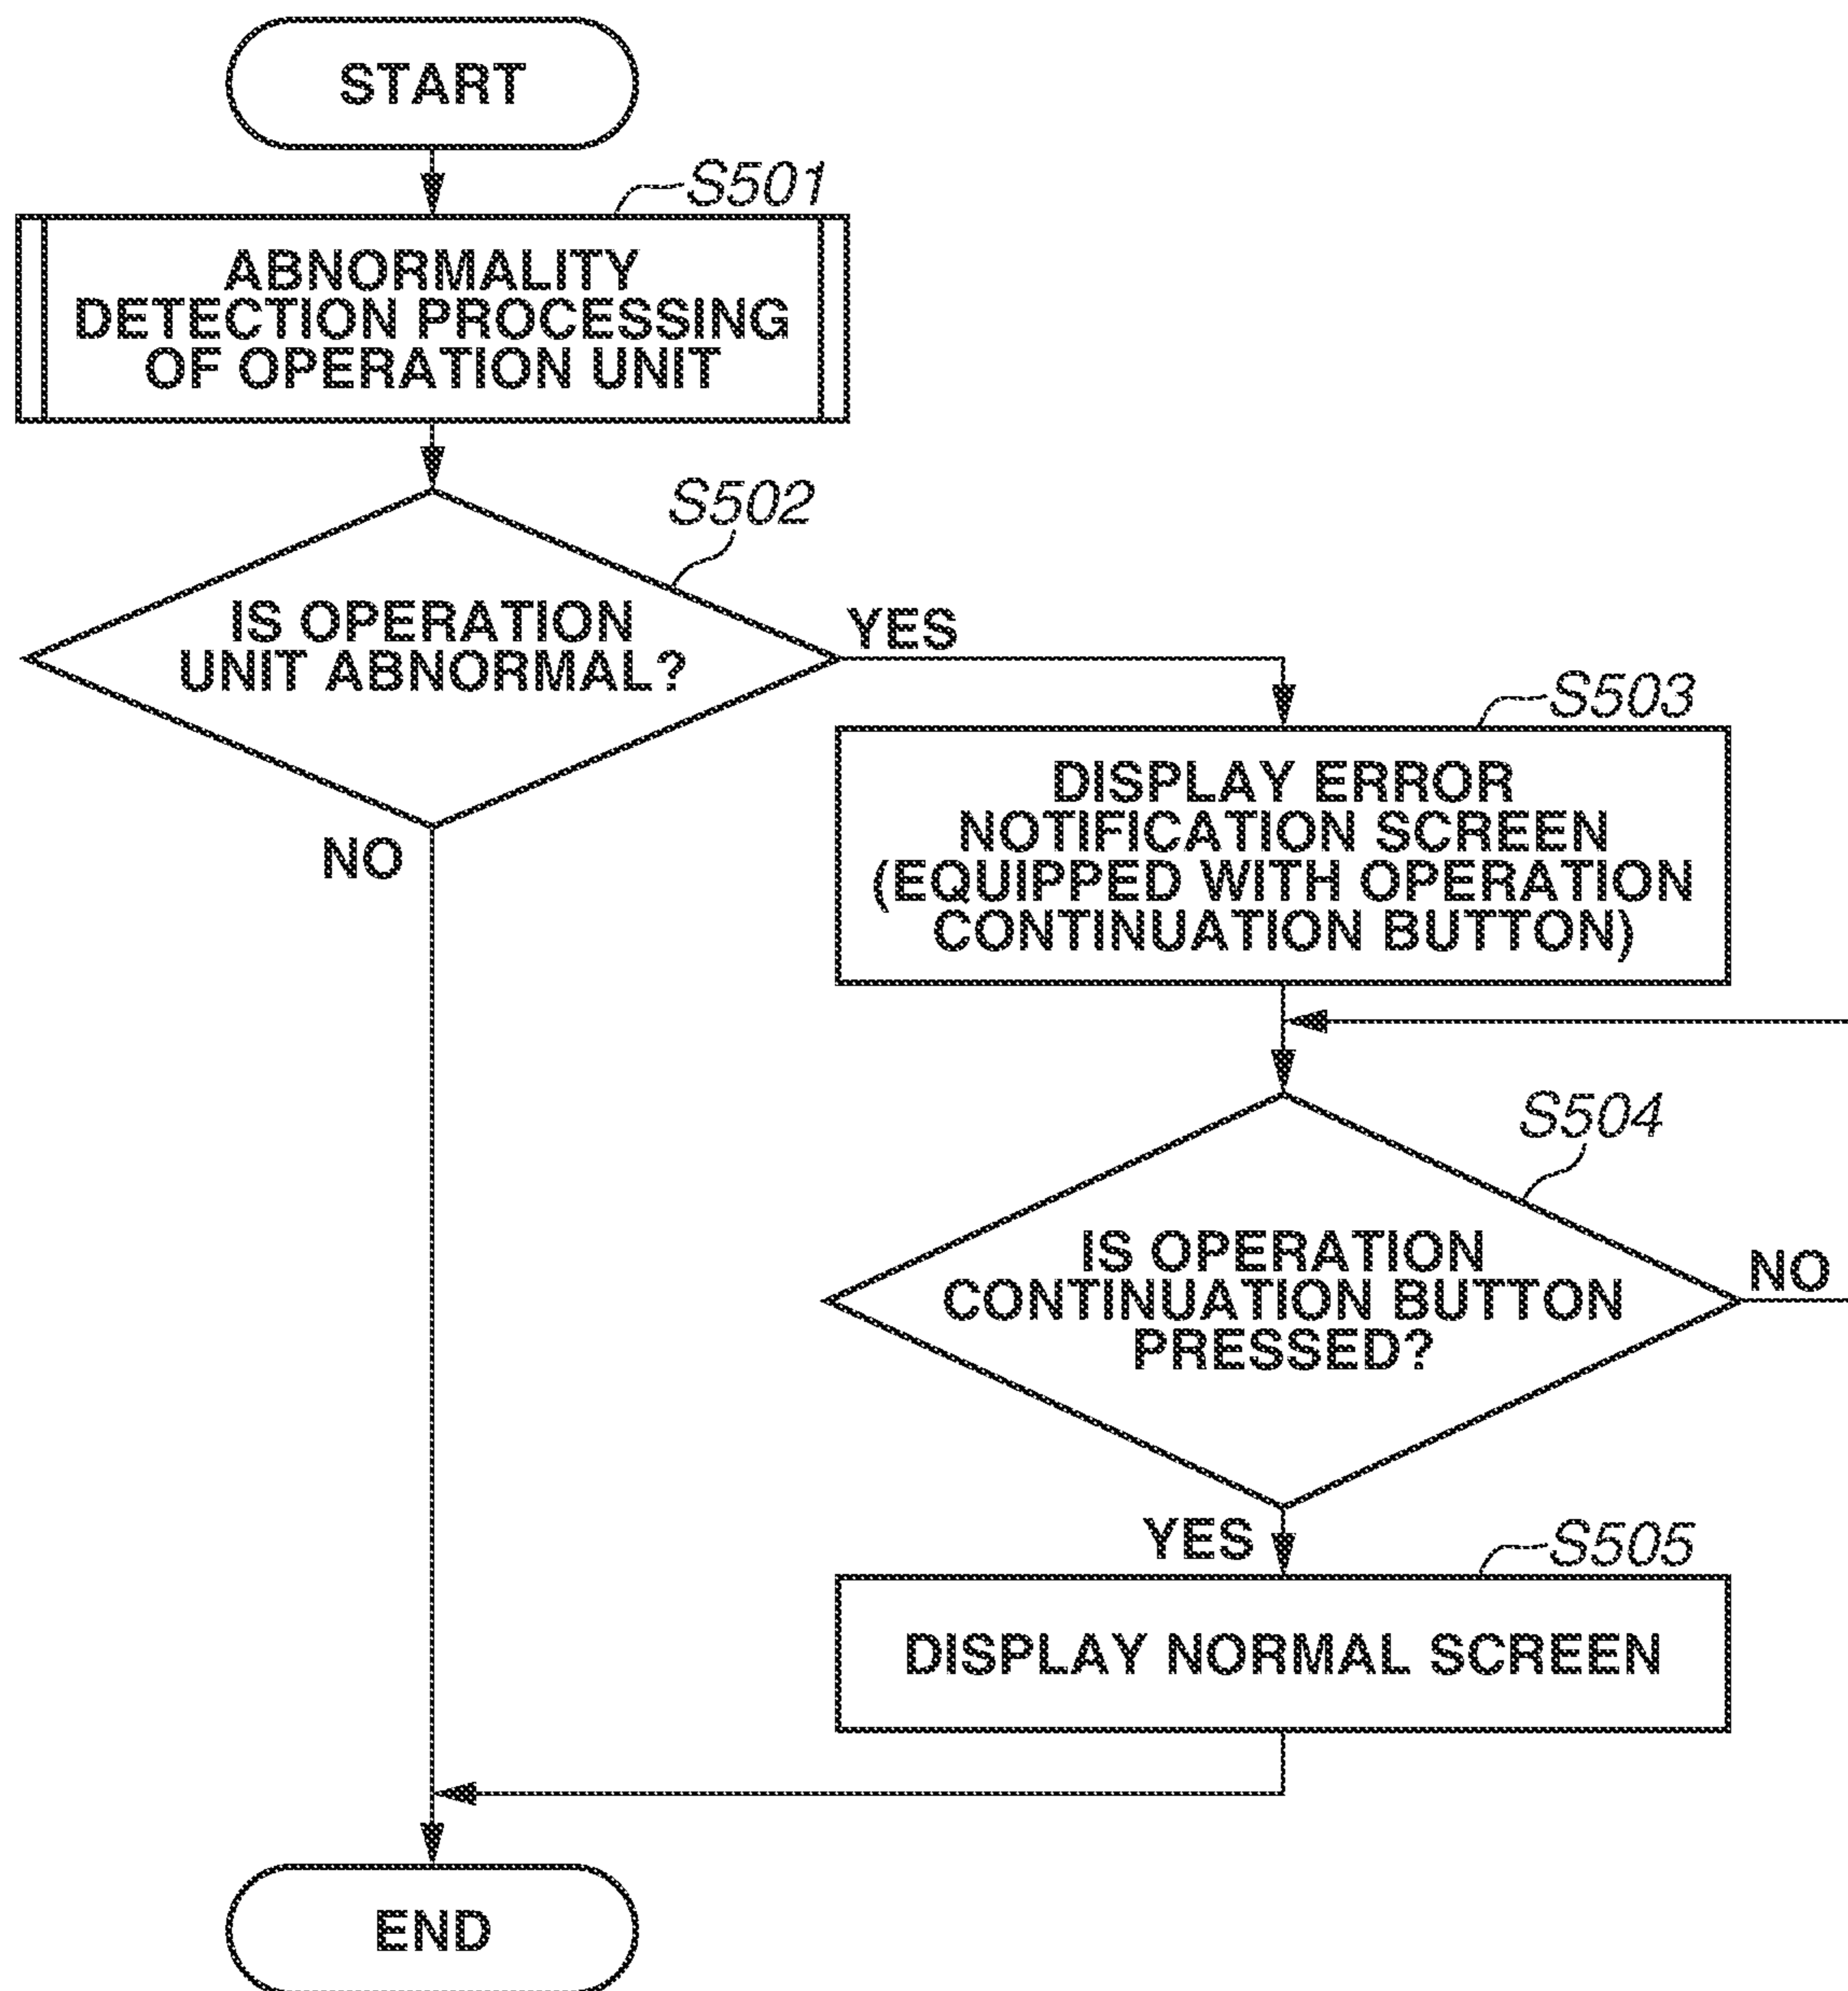 START
S501
ABNORMALITY
DETECTION PROCESSING
OF OPERATION UNIT
S502
IS OPERATION
UNIT ABNORMAL?
YES
NO
S503
DISPLAY ERROR
NOTIFICATION SCREEN
(EQUIPPED WITH OPERATION
CONTINUATION BUTTON)
S504
IS OPERATION
CONTINUATION BUTTON
PRESSED?
NO
YES
S505
DISPLAY NORMAL SCREEN
END